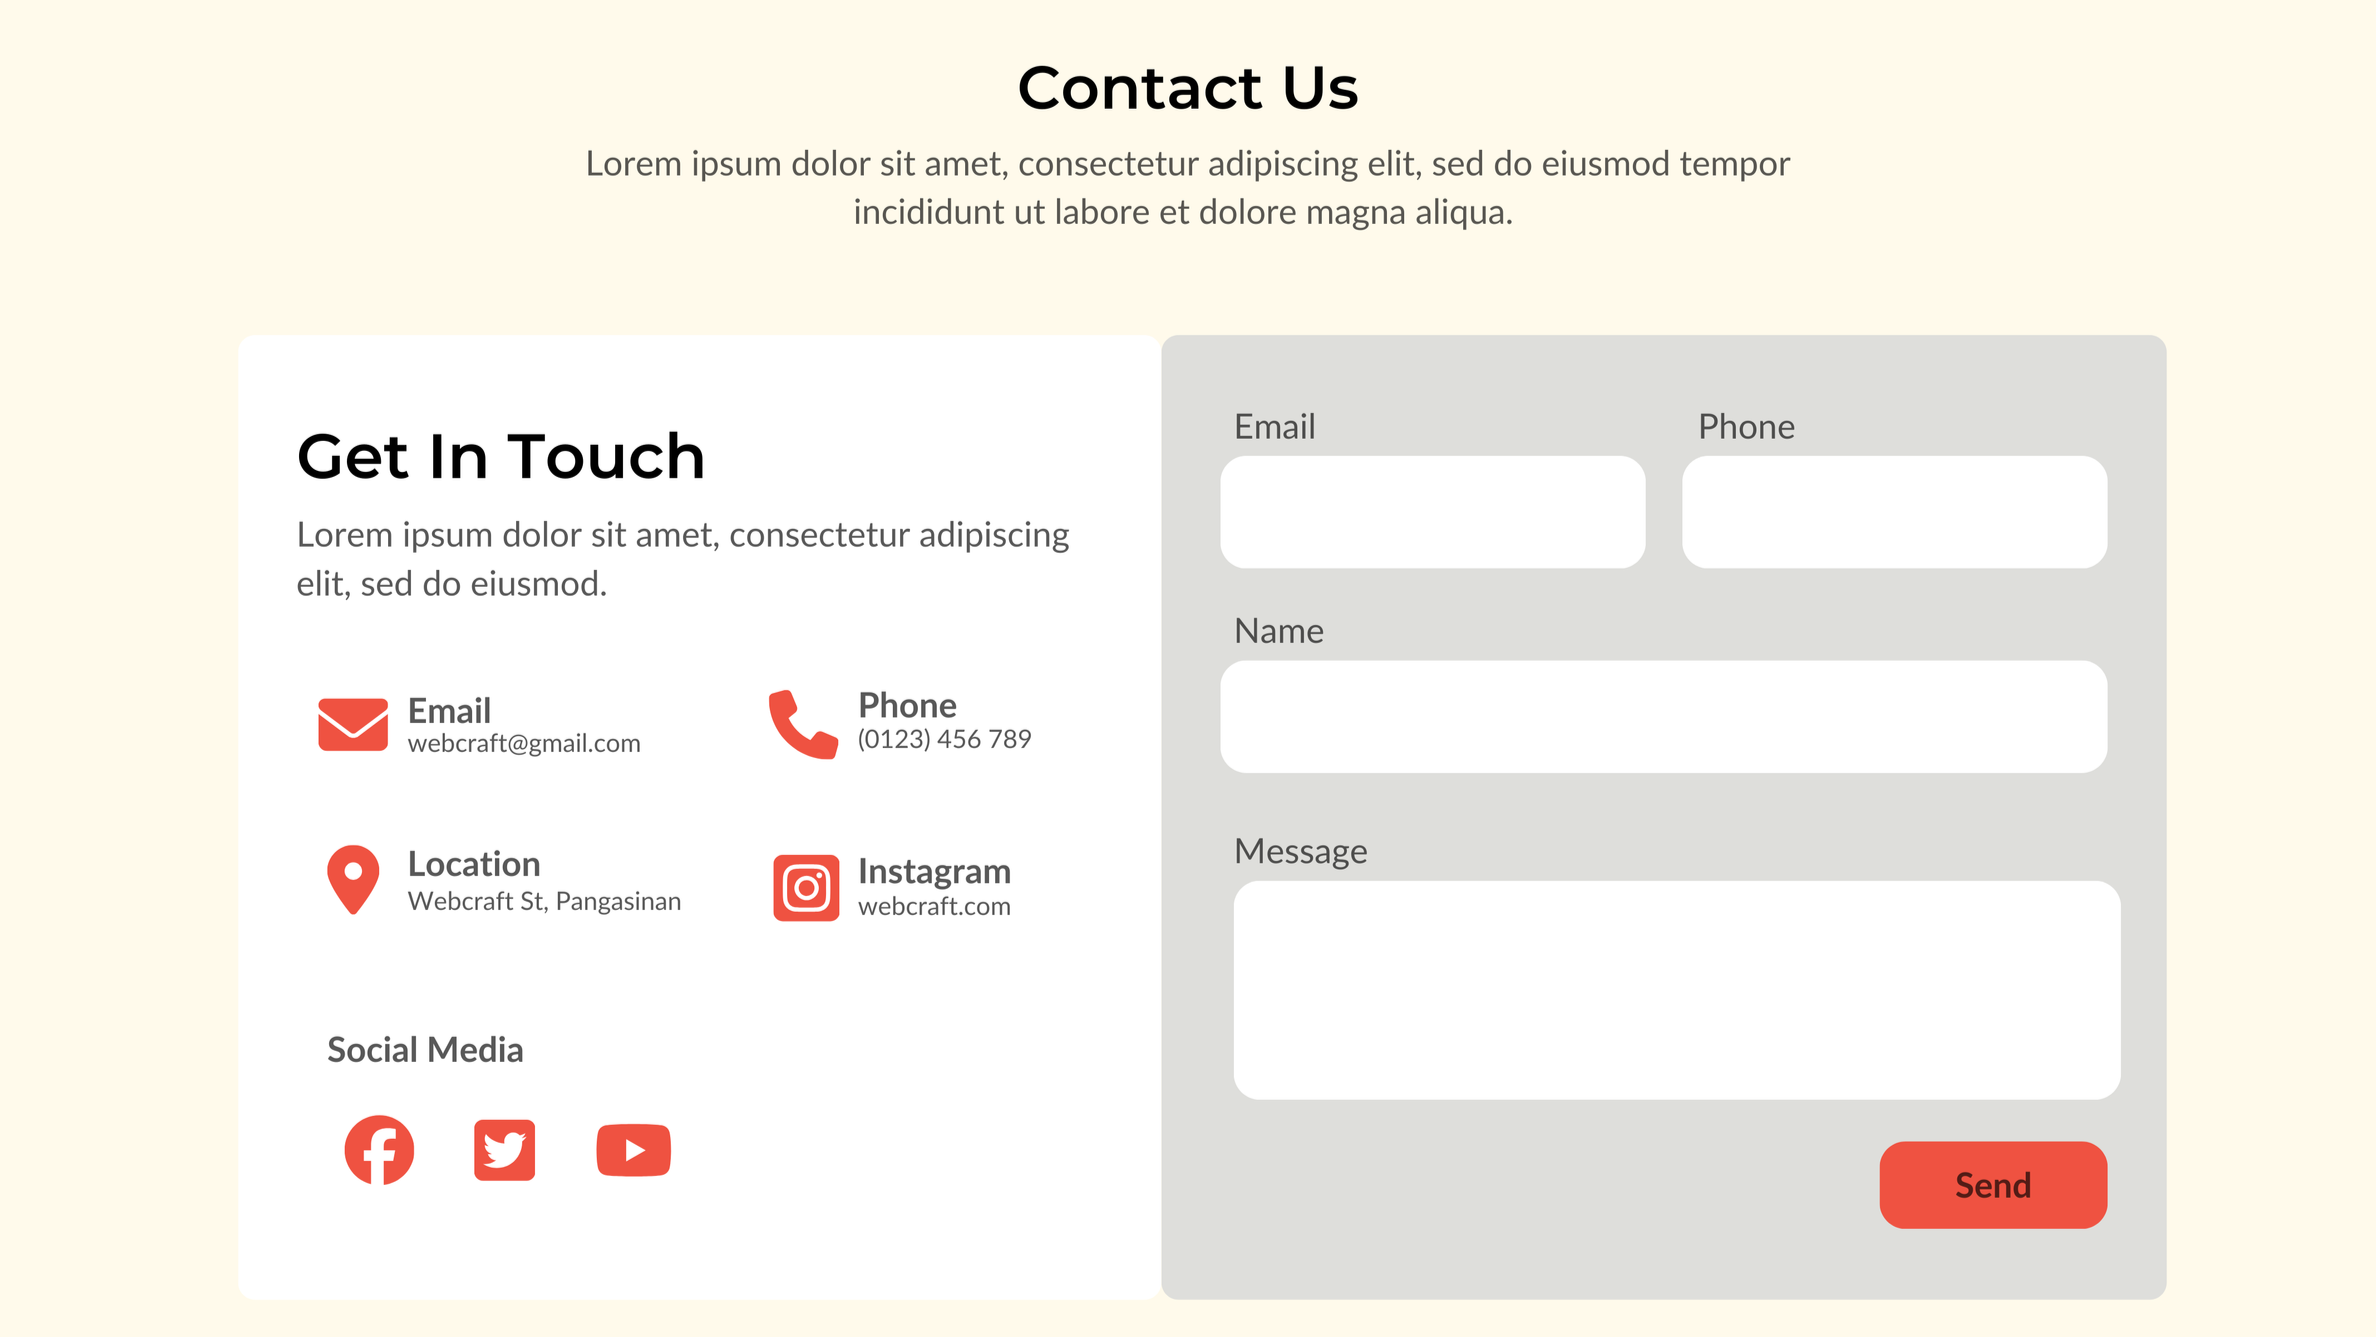 Contact Us
Lorem ipsum dolor sit amet, consectetur adipiscing elit, sed do eiusmod tempor
incididunt ut labore et dolore magna aliqua.
Get In Touch
Lorem ipsum dolor sit amet, consectetur adipiscing
elit, sed do eiusmod.
Email
webcraft@gmail.com
Phone
(0123) 456 789
Location
Webcraft St, Pangasinan
Instagram
webcraft.com
Social Media
Email
Phone
Name
Message
Send